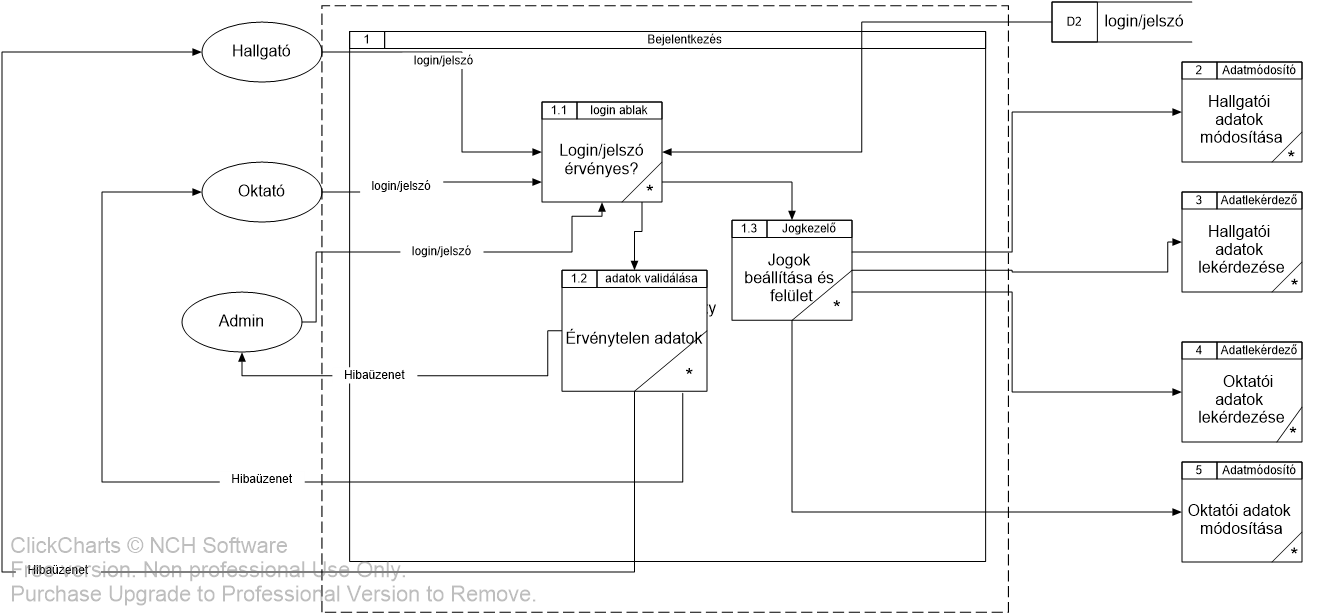 D2
login/jelszó
1
Bejelentkezés
Hallgató
login/jelszó
2
Adatmódosító
Hallgatói
adatok
módosítása
*
1.1
login ablak
Login/jelszó
érvényes?
*
Oktató
login/jelszó
3
Adatlekérdező
Hallgatói
adatok
lekérdezése
*
1.3
Jogkezelő
Jogok
beállítása és
felület
*
login/jelszó
1.2
adatok validálása
y
Érvénytelen adatok
*
Admin
Hibaüzenet
4
Adatlekérdező
Oktatói
adatok
lekérdezése
*
Hibaüzenet
5
Adatmódosító
Oktatói adatok
módosítása
*
ClickCharts © NCH Software
Free version. Non professional Use Only.
Hibaüzenet
Purchase Upgrade to Professional Version to Remove.